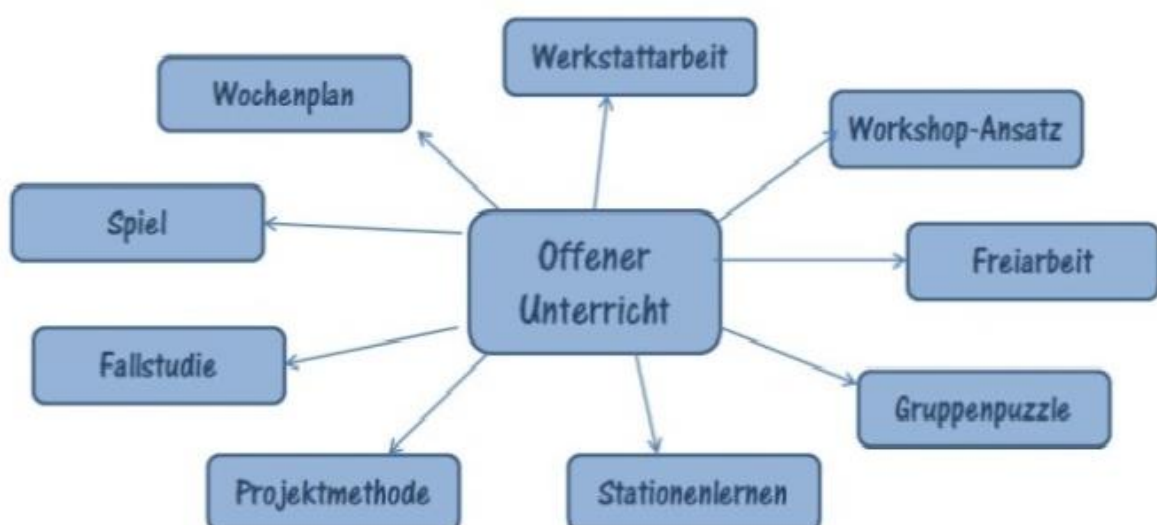 Werkstattarbeit
Wochenplan
Workshop-Ansatz
Spiel
Offener
Unterricht
Freiarbeit
Fallstudie
Gruppenpuzzle
Projektmethode
Stationenlernen